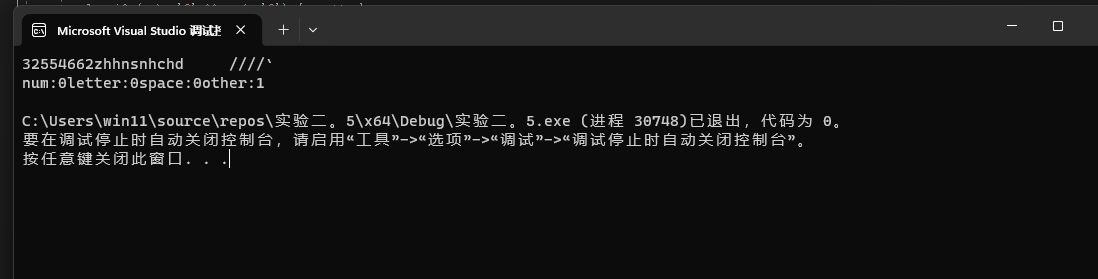 Microsoft Visual Studio 调试
32554662zhhnsnhchd     ////`
num:0letter:0space:0other:1
C:\Users\win11\source\repos\实验二。5\x64\Debug\实验二。5.exe (进程 30748)已退出，代码为 0。
要在调试停止时自动关闭控制台，请启用“工具”->“选项”->“调试”->“调试停止时自动关闭控制台”。
按任意键关闭此窗口. . .